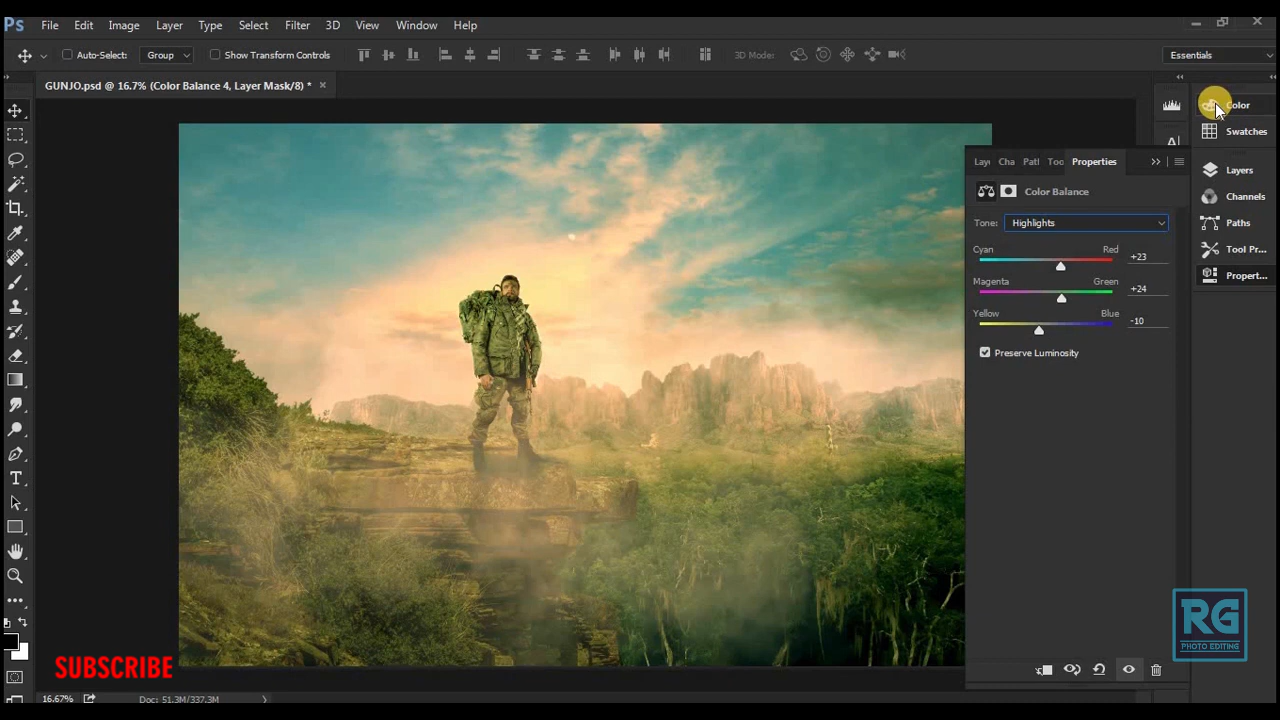 Ps File Edit Image Layer Type Select Filter 3D View Window Help
Auto-Select: Group Show Transform Controls 3D Mode: Essentials
GUNJO.psd @ 16.7% (Color Balance 4, Layer Mask/8) * ×
Color
Swatches
Layers
Channels
Paths
Tool Pr...
Propert...
Lay Cha Patl Too Properties
Color Balance
Tone: Highlights
Cyan Red +23
Magenta Green +24
Yellow Blue -10
Preserve Luminosity
RG
PHOTO EDITING
SUBSCRIBE
16.67% Doc: 51.3M/337.3M